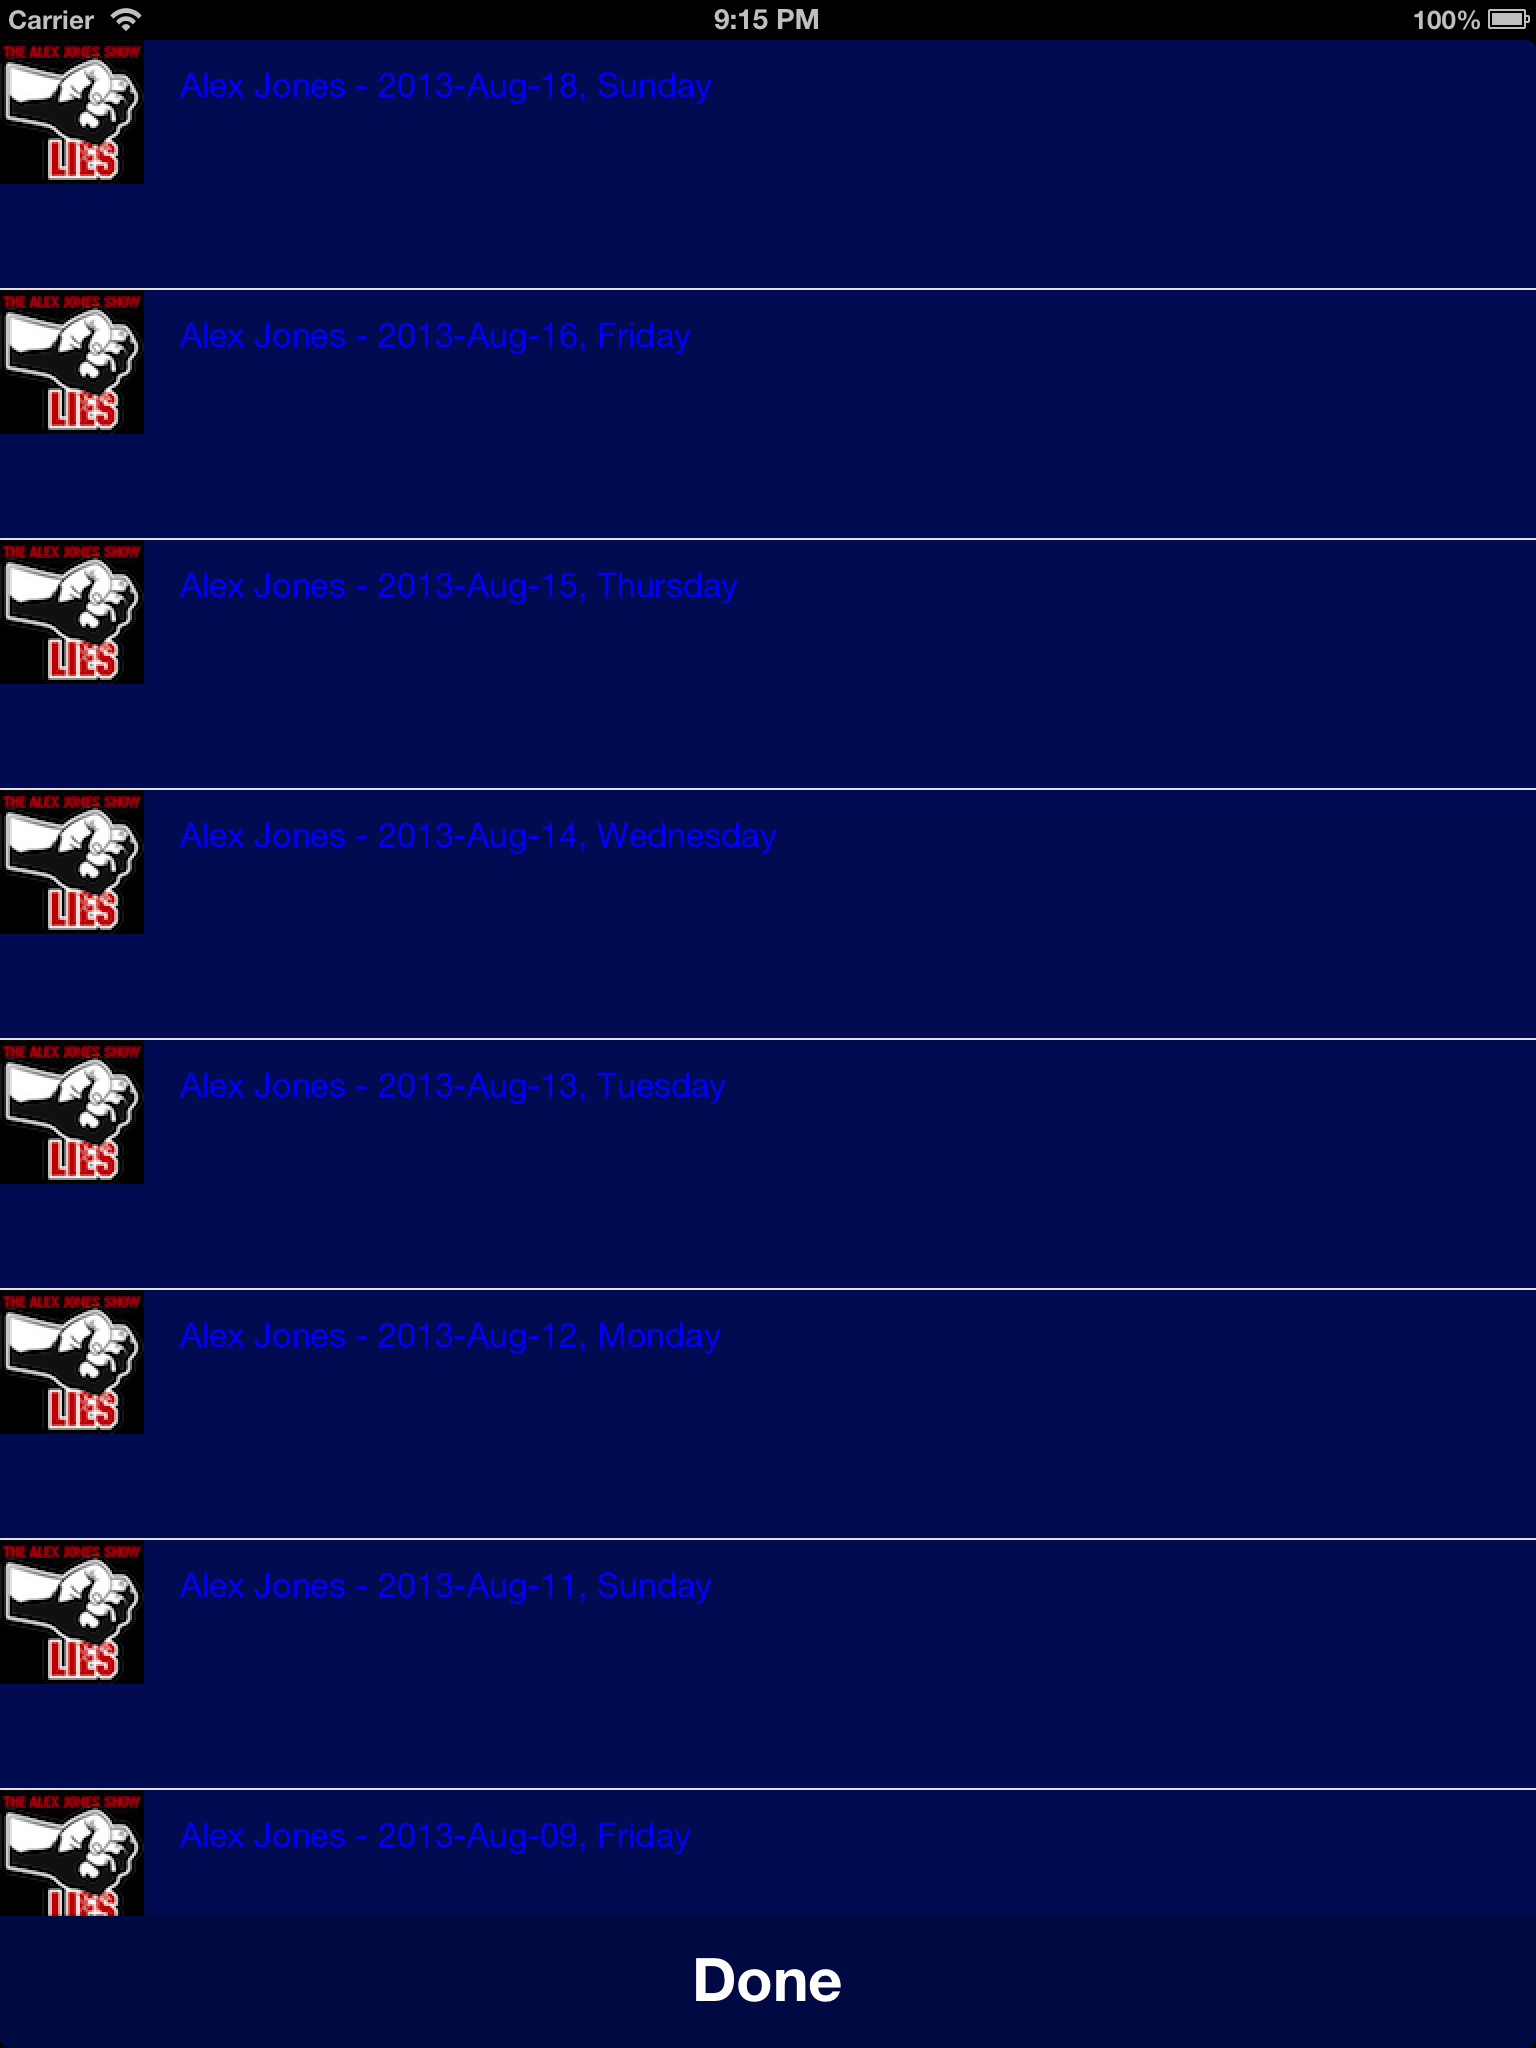 Carrier 9:15 PM 100%
THE ALEX JONES SHOW
LIES
Alex Jones - 2013-Aug-18, Sunday
THE ALEX JONES SHOW
LIES
Alex Jones - 2013-Aug-16, Friday
THE ALEX JONES SHOW
LIES
Alex Jones - 2013-Aug-15, Thursday
THE ALEX JONES SHOW
LIES
Alex Jones - 2013-Aug-14, Wednesday
THE ALEX JONES SHOW
LIES
Alex Jones - 2013-Aug-13, Tuesday
THE ALEX JONES SHOW
LIES
Alex Jones - 2013-Aug-12, Monday
THE ALEX JONES SHOW
LIES
Alex Jones - 2013-Aug-11, Sunday
THE ALEX JONES SHOW
LIES
Alex Jones - 2013-Aug-09, Friday
Done